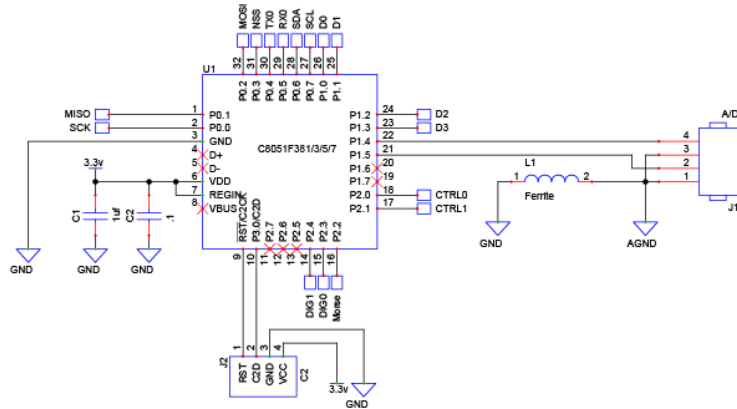 MOSI NSS TX0 RX0 SDA SCL D0 D1
32 31 30 29 28 27 26 25
U1
P0.2 P0.3 P0.4 P0.5 P0.6 P0.7 P1.0 P1.1
MISO 1 P0.1 P1.2 24 D2
SCK 2 P0.0 P1.3 23 D3
3 GND C8051F381/3/5/7 P1.4 22
4 D+ P1.5 21
5 D- P1.6 20
6 VDD P1.7 19
7 REGIN P2.0 18 CTRL0
8 VBUS P2.1 17 CTRL1
RST/C2CK P3.0/C2D P2.7 P2.6 P2.5 P2.4 P2.3 P2.2
9 10 11 12 13 14 15 16
3.3v
C1 1uf C2 .1
GND GND GND
DIG1 DIG0 Morse
A/D
4
3
2
1
J1
L1
1 2
Ferrite
GND AGND
J2
1 2 3 4
RST C2D GND VCC
C2
3.3v
GND